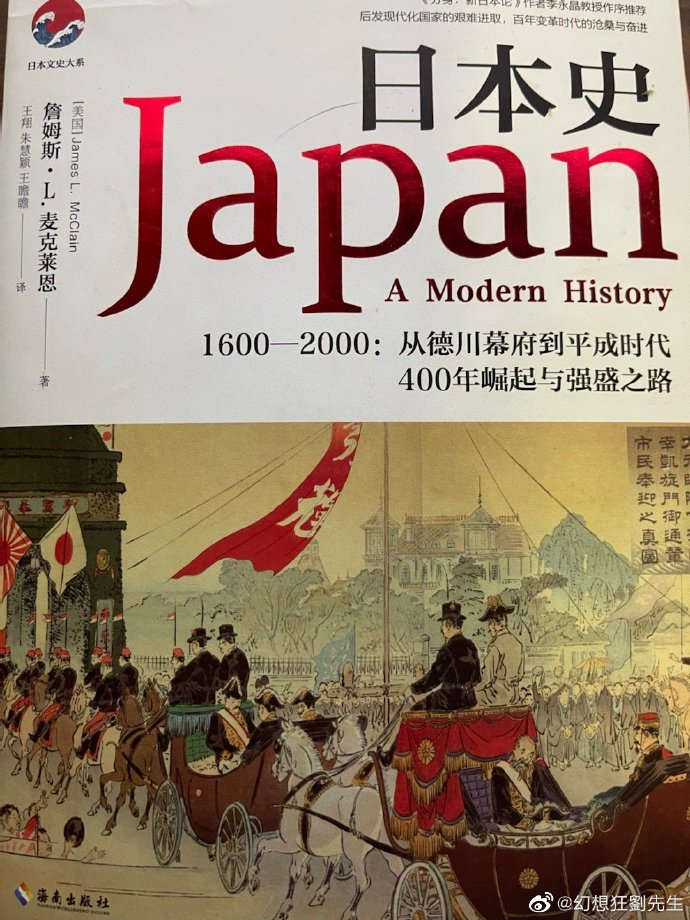 《分身：新日本论》作者李永晶教授作序推荐
后发现代化国家的艰难进取，百年变革时代的沧桑与奋进
日本文史大系
日本史
Japan
A Modern History
[美国] James L. McClain
詹姆斯·L.麦克莱恩
著
王翔 朱慧颖 王瞻瞻
译
1600—2000：从德川幕府到平成时代
400年崛起与强盛之路
幸凱旋門御通輦
市民奉迎之真圖
海南出版社
@幻想狂劉先生